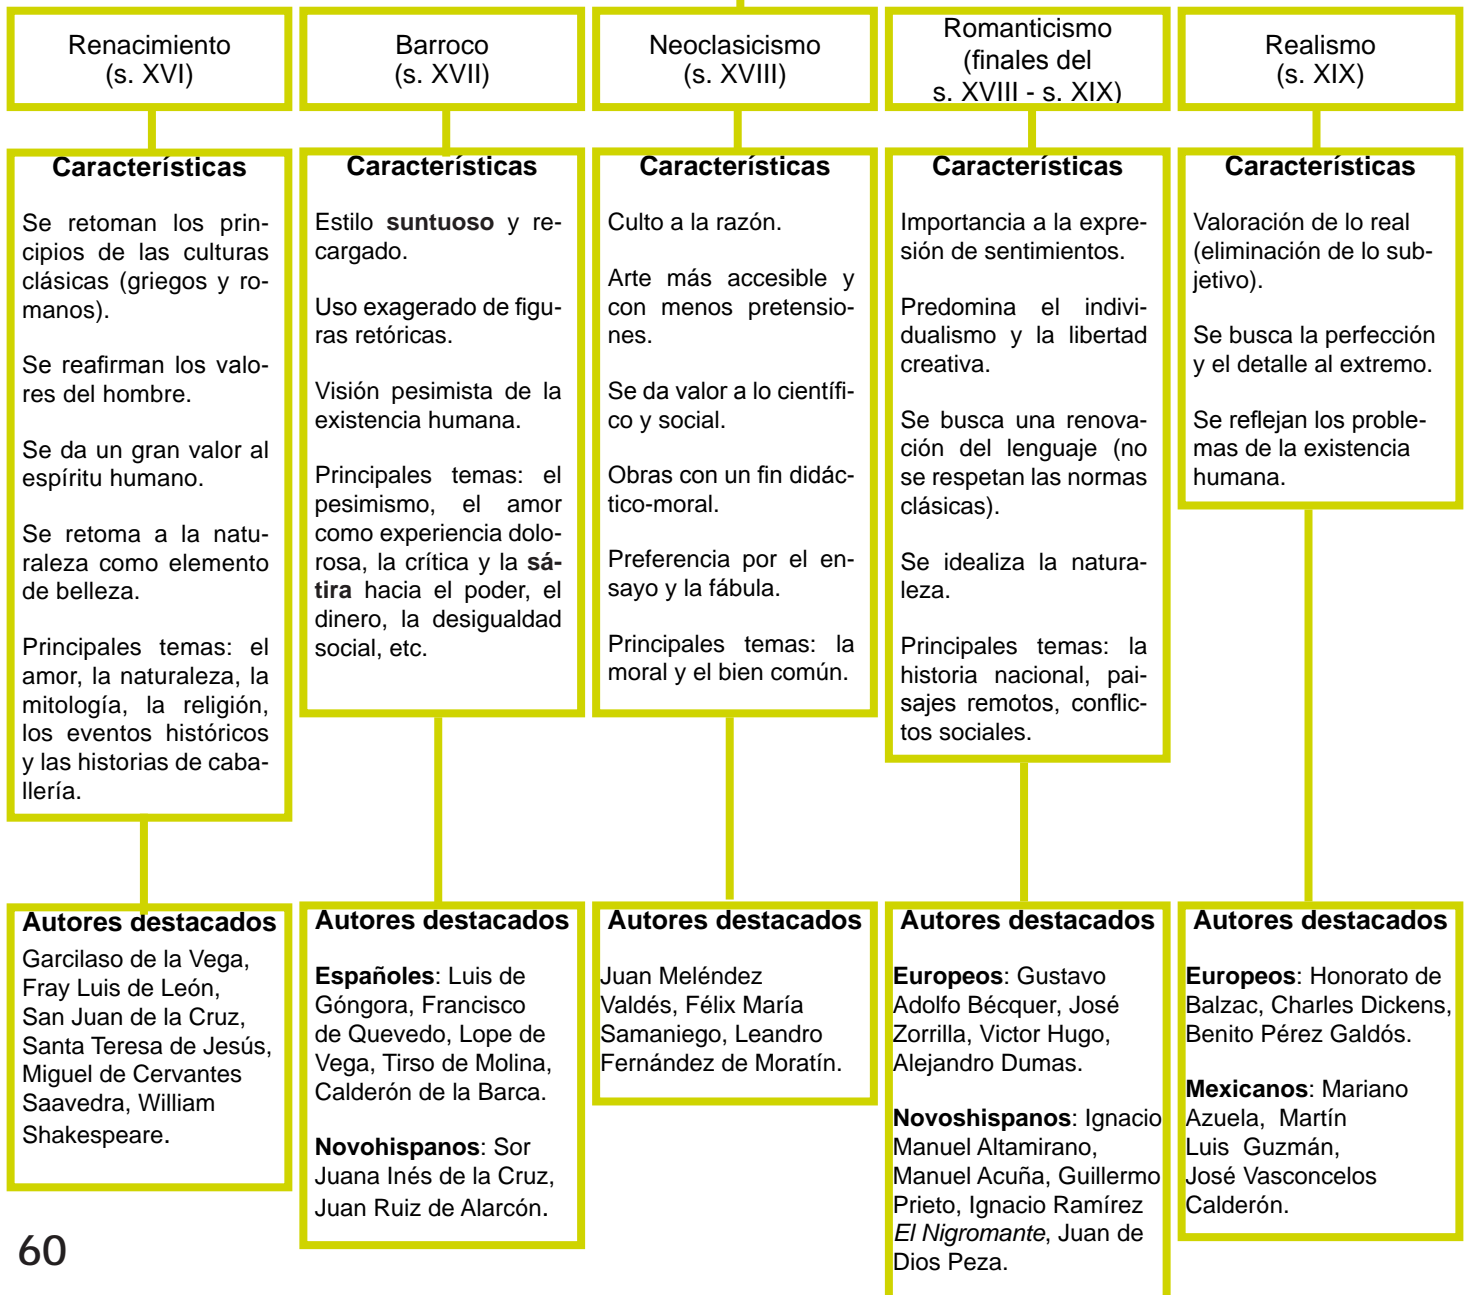 Renacimiento
(s. XVI)
Barroco
(s. XVII)
Neoclasicismo
(s. XVIII)
Romanticismo
(finales del
s. XVIII - s. XIX)
Realismo
(s. XIX)
Características
Se retoman los prin-
cipios de las culturas
clásicas (griegos y ro-
manos).
Se reafirman los valo-
res del hombre.
Se da un gran valor al
espíritu humano.
Se retoma a la natu-
raleza como elemento
de belleza.
Principales temas: el
amor, la naturaleza, la
mitología, la religión,
los eventos históricos
y las historias de caba-
llería.
Características
Estilo suntuoso y re-
cargado.
Uso exagerado de figu-
ras retóricas.
Visión pesimista de la
existencia humana.
Principales temas: el
pesimismo, el amor
como experiencia dolo-
rosa, la crítica y la sá-
tira hacia el poder, el
dinero, la desigualdad
social, etc.
Características
Culto a la razón.
Arte más accesible y
con menos pretensio-
nes.
Se da valor a lo científi-
co y social.
Obras con un fin didác-
tico-moral.
Preferencia por el en-
sayo y la fábula.
Principales temas: la
moral y el bien común.
Características
Importancia a la expre-
sión de sentimientos.
Predomina el indivi-
dualismo y la libertad
creativa.
Se busca una renova-
ción del lenguaje (no
se respetan las normas
clásicas).
Se idealiza la natura-
leza.
Principales temas: la
historia nacional, pai-
sajes remotos, conflic-
tos sociales.
Características
Valoración de lo real
(eliminación de lo sub-
jetivo).
Se busca la perfección
y el detalle al extremo.
Se reflejan los proble-
mas de la existencia
humana.
Autores destacados
Garcilaso de la Vega,
Fray Luis de León,
San Juan de la Cruz,
Santa Teresa de Jesús,
Miguel de Cervantes
Saavedra, William
Shakespeare.
Autores destacados
Españoles: Luis de
Góngora, Francisco
de Quevedo, Lope de
Vega, Tirso de Molina,
Calderón de la Barca.
Novohispanos: Sor
Juana Inés de la Cruz,
Juan Ruiz de Alarcón.
Autores destacados
Juan Meléndez
Valdés, Félix María
Samaniego, Leandro
Fernández de Moratín.
Autores destacados
Europeos: Gustavo
Adolfo Bécquer, José
Zorrilla, Victor Hugo,
Alejandro Dumas.
Novoshispanos: Ignacio
Manuel Altamirano,
Manuel Acuña, Guillermo
Prieto, Ignacio Ramírez
El Nigromante, Juan de
Dios Peza.
Autores destacados
Europeos: Honorato de
Balzac, Charles Dickens,
Benito Pérez Galdós.
Mexicanos: Mariano
Azuela, Martín
Luis Guzmán,
José Vasconcelos
Calderón.
60